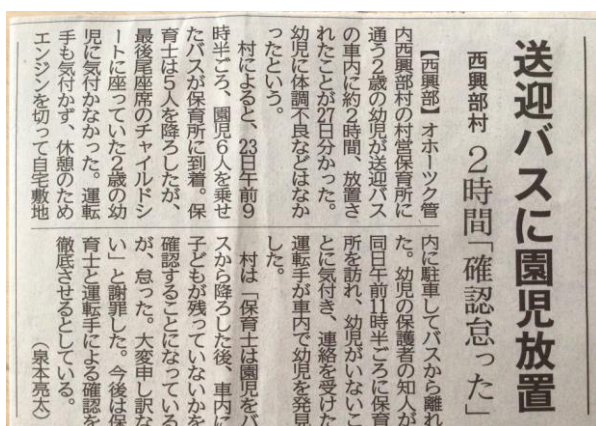 送迎バスに園児放置
西興部村 2時間「確認怠った」
【西興部】オホーツク管
内西興部村の村営保育所に
通う2歳の幼児が送迎バス
の車内に約2時間、放置さ
れたことが27日分かった。
幼児に体調不良などはなか
ったという。
村によると、23日午前9
時半ごろ、園児6人を乗せ
たバスが保育所に到着。保
育士は5人を降ろしたが、
最後尾座席のチャイルドシ
ートに座っていた2歳の幼
児に気付かなかった。運転
手も気付かず、休憩のため
エンジンを切って自宅敷地
内に駐車してバスから離れ
た。幼児の保護者の知人が
同日午前11時半ごろに保育
所を訪れ、幼児がいないこ
とに気付き、連絡を受けた
運転手が車内で幼児を発見
した。
村は「保育士は園児をバ
スから降ろした後、車内に
子どもが残っていないかを
確認することになっている
が、怠った。大変申し訳な
い」と謝罪した。今後は保
育士と運転手による確認を
徹底させるとしている。
（泉本亮太）